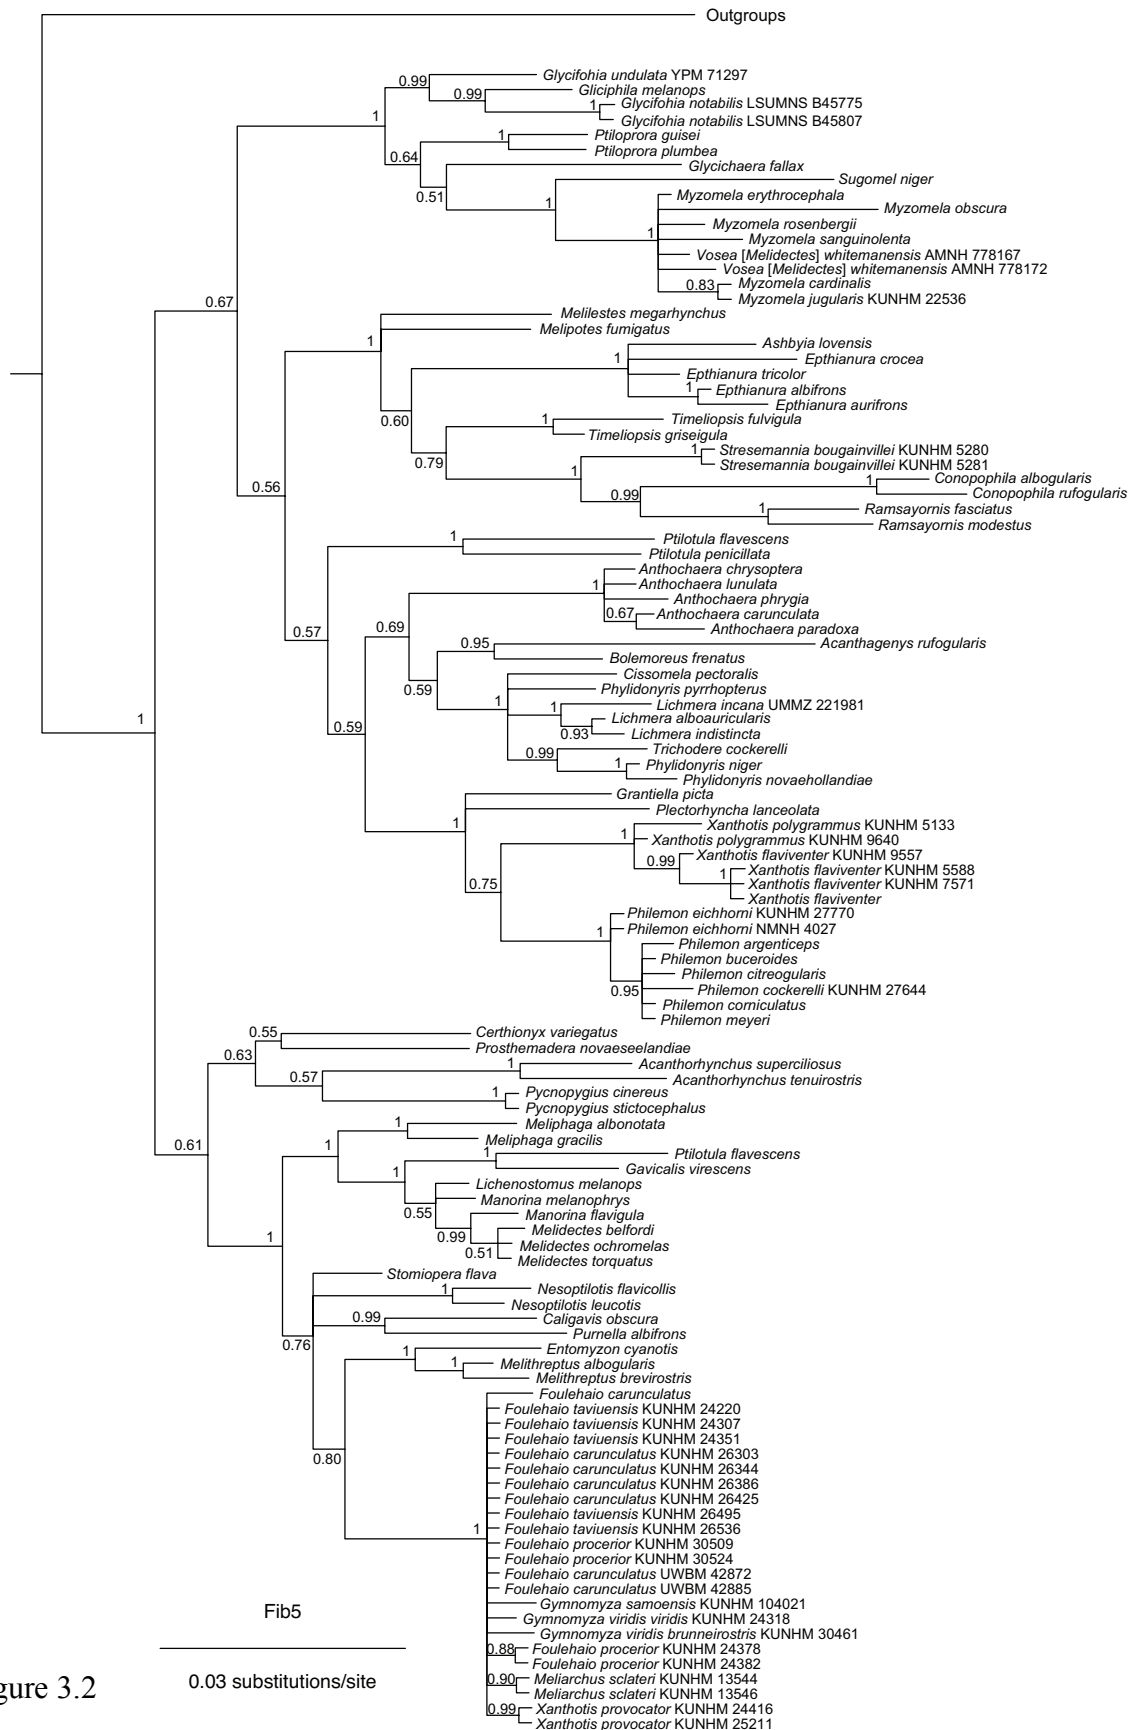 Outgroups
Glycifohia undulata YPM 71297
0.99
Gliciphila melanops
0.99
Glycifohia notabilis LSUMNS B45775
1
Glycifohia notabilis LSUMNS B45807
1
Ptiloprora guisei
1
Ptiloprora plumbea
0.64
Glycichaera fallax
0.51
Sugomel niger
1
Myzomela erythrocephala
Myzomela obscura
Myzomela rosenbergii
1
Myzomela sanguinolenta
Vosea [Melidectes] whitemanensis AMNH 778167
Vosea [Melidectes] whitemanensis AMNH 778172
Myzomela cardinalis
0.83
Myzomela jugularis KUNHM 22536
0.67
Melilestes megarhynchus
Melipotes fumigatus
1
Ashbyia lovensis
1
Epthianura crocea
Epthianura tricolor
1
Epthianura albifrons
Epthianura aurifrons
0.60
Timeliopsis fulvigula
1
Timeliopsis griseigula
0.79
Stresemannia bougainvillei KUNHM 5280
1
Stresemannia bougainvillei KUNHM 5281
1
Conopophila albogularis
1
Conopophila rufogularis
0.99
Ramsayornis fasciatus
1
Ramsayornis modestus
0.56
Ptilotula flavescens
1
Ptilotula penicillata
Anthochaera chrysoptera
1
Anthochaera lunulata
Anthochaera phrygia
0.67
Anthochaera carunculata
Anthochaera paradoxa
0.57
0.69
Acanthagenys rufogularis
0.95
Bolemoreus frenatus
0.59
Cissomela pectoralis
Phylidonyris pyrrhopterus
1
Lichmera incana UMMZ 221981
1
Lichmera alboauricularis
0.93
Lichmera indistincta
Trichodere cockerelli
0.99
Phylidonyris niger
1
Phylidonyris novaehollandiae
0.59
1
Grantiella picta
Plectorhyncha lanceolata
1
Xanthotis polygrammus KUNHM 5133
1
Xanthotis polygrammus KUNHM 9640
Xanthotis flaviventer KUNHM 9557
0.99
Xanthotis flaviventer KUNHM 5588
1
Xanthotis flaviventer KUNHM 7571
Xanthotis flaviventer
0.75
Philemon eichhorni KUNHM 27770
Philemon eichhorni NMNH 4027
1
Philemon argenticeps
Philemon buceroides
Philemon citreogularis
0.95
Philemon cockerelli KUNHM 27644
Philemon corniculatus
Philemon meyeri
Certhionyx variegatus
0.55
Prosthemadera novaeseelandiae
0.63
Acanthorhynchus superciliosus
1
Acanthorhynchus tenuirostris
0.57
Pycnopygius cinereus
1
Pycnopygius stictocephalus
0.61
Meliphaga albonotata
1
Meliphaga gracilis
1
Ptilotula flavescens
1
Gavicalis virescens
1
Lichenostomus melanops
Manorina melanophrys
0.55
Manorina flavigula
0.99
Melidectes belfordi
Melidectes ochromelas
0.51
Melidectes torquatus
1
Stomiopera flava
Nesoptilotis flavicollis
1
Nesoptilotis leucotis
Caligavis obscura
0.99
Purnella albifrons
0.76
Entomyzon cyanotis
1
Melithreptus albogularis
1
Melithreptus brevirostris
0.80
Foulehaio carunculatus
Foulehaio taviuensis KUNHM 24220
Foulehaio taviuensis KUNHM 24307
Foulehaio taviuensis KUNHM 24351
Foulehaio carunculatus KUNHM 26303
Foulehaio carunculatus KUNHM 26344
Foulehaio carunculatus KUNHM 26386
Foulehaio carunculatus KUNHM 26425
Foulehaio taviuensis KUNHM 26495
Foulehaio taviuensis KUNHM 26536
1
Foulehaio procerior KUNHM 30509
Foulehaio procerior KUNHM 30524
Foulehaio carunculatus UWBM 42872
Foulehaio carunculatus UWBM 42885
Gymnomyza samoensis KUNHM 104021
Gymnomyza viridis viridis KUNHM 24318
Gymnomyza viridis brunneirostris KUNHM 30461
0.88
Foulehaio procerior KUNHM 24378
Foulehaio procerior KUNHM 24382
0.90
Meliarchus sclateri KUNHM 13544
Meliarchus sclateri KUNHM 13546
0.99
Xanthotis provocator KUNHM 24416
Xanthotis provocator KUNHM 25211
Fib5
0.03 substitutions/site
gure 3.2